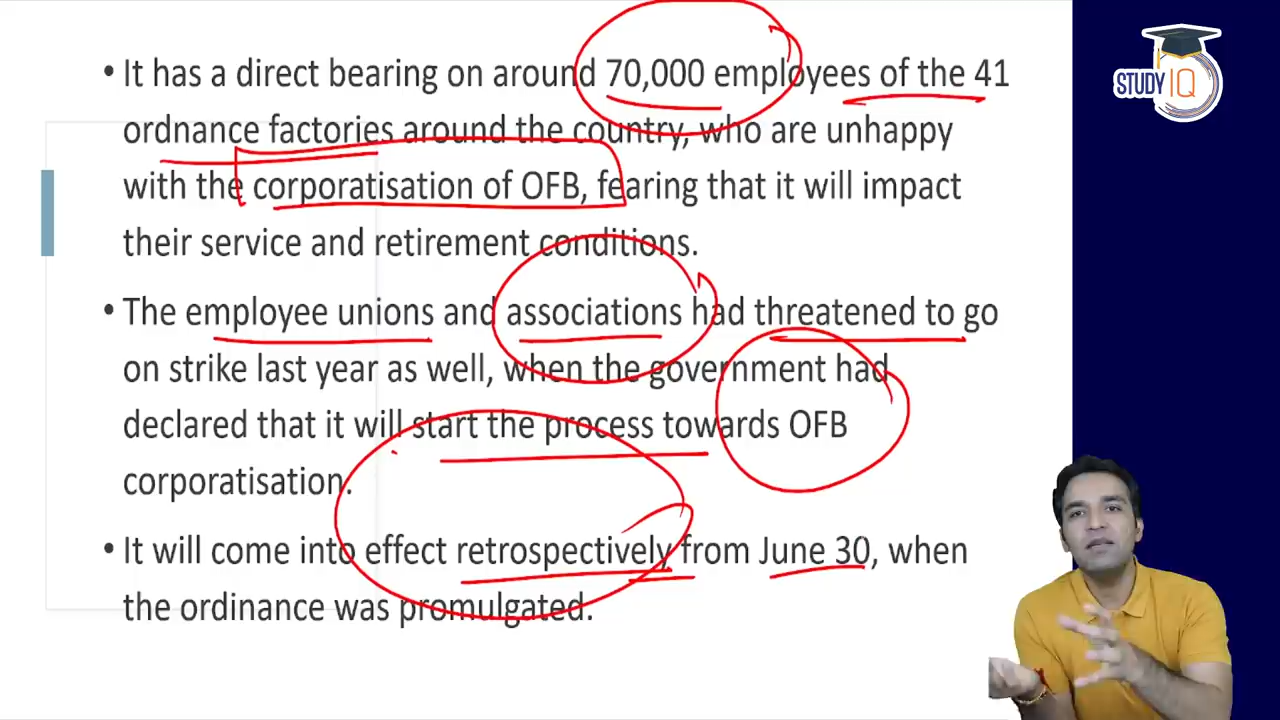 • It has a direct bearing on around 70,000 employees of the 41
ordnance factories around the country, who are unhappy
with the corporatisation of OFB, fearing that it will impact
their service and retirement conditions.
• The employee unions and associations had threatened to go
on strike last year as well, when the government had
declared that it will start the process towards OFB
corporatisation.
• It will come into effect retrospectively from June 30, when
the ordinance was promulgated.
STUDY IQ